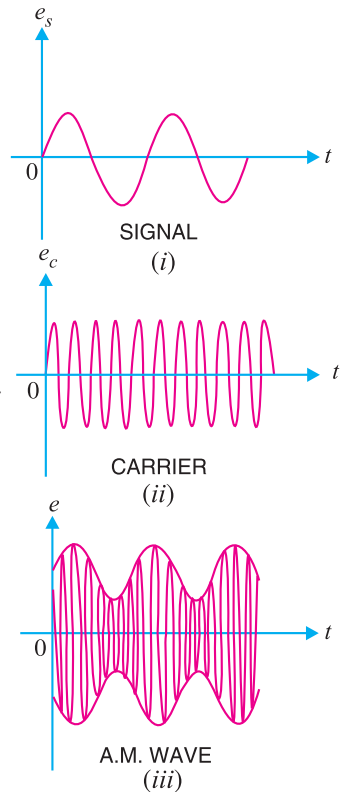 e_s
0
t
SIGNAL
(i)
e_c
0
t
CARRIER
(ii)
e
0
t
A.M. WAVE
(iii)